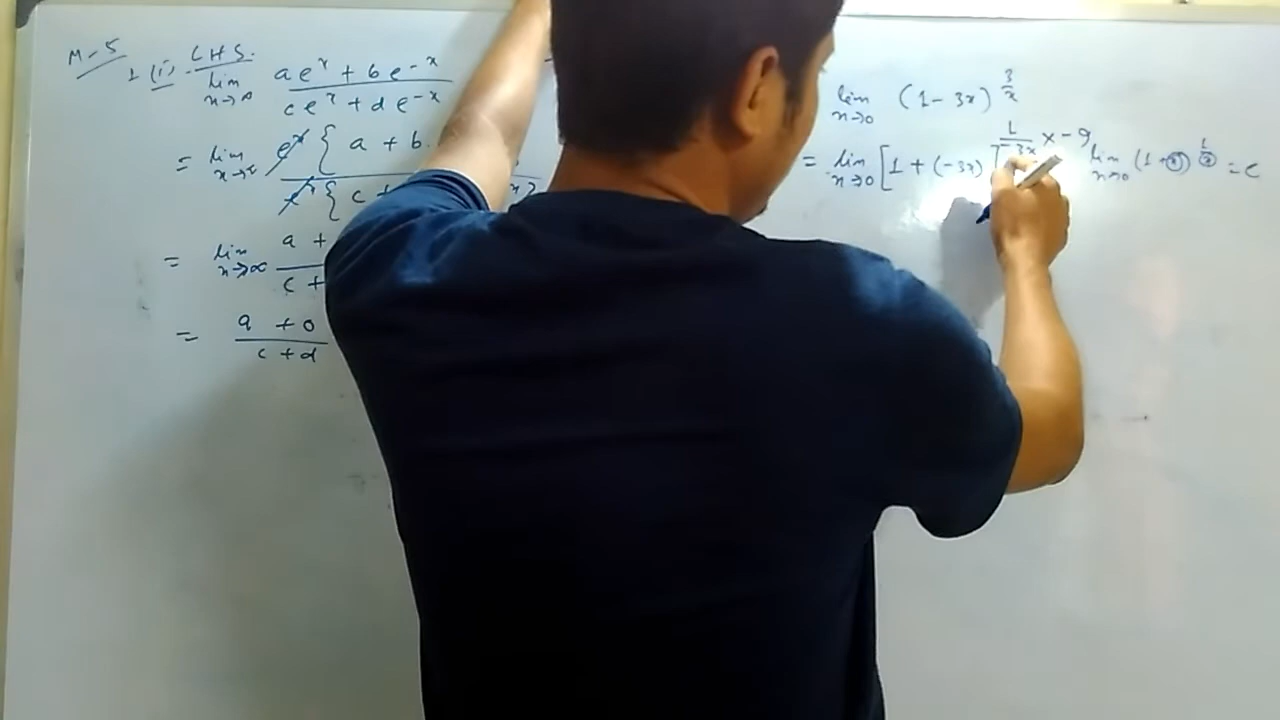 M-5
1 (i) LHS.
lim x→∞ (ae^x + be^-x) / (ce^x + de^-x)
= lim e^x { a + b.
e^x { c +
= lim x→∞ a +
c +
= (a + 0
c + d
lim x→0 (1 - 3x)^(3/x)
= lim x→0 [1 + (-3x) ^(1/-3x) × -9
lim x→0 (1 + x)^(1/x) = e